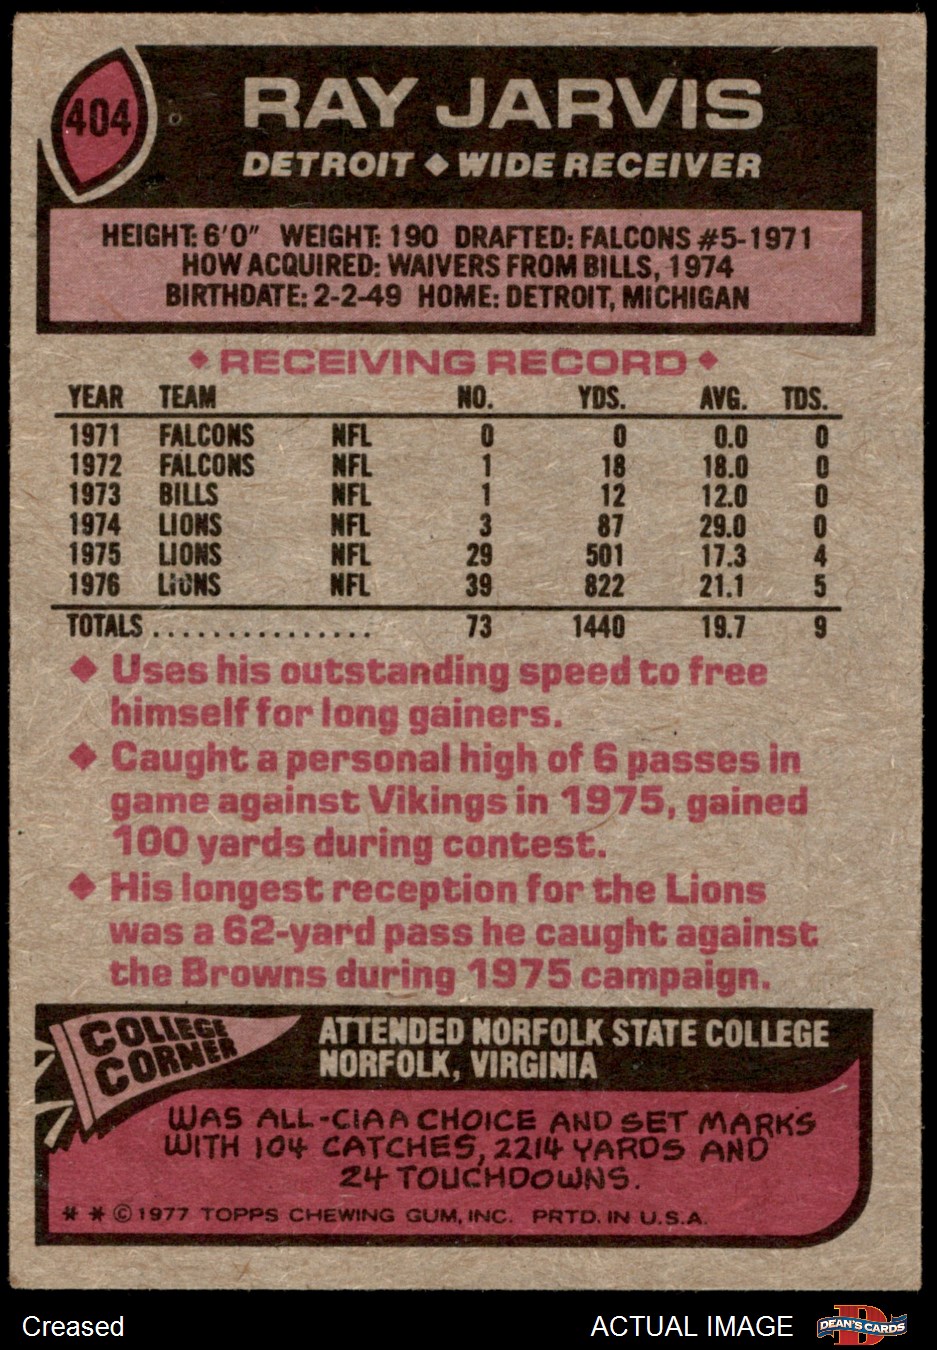 404
RAY JARVIS
DETROIT ◆ WIDE RECEIVER
HEIGHT: 6'0" WEIGHT: 190 DRAFTED: FALCONS #5-1971
HOW ACQUIRED: WAIVERS FROM BILLS, 1974
BIRTHDATE: 2-2-49 HOME: DETROIT, MICHIGAN
◆ RECEIVING RECORD ◆
YEAR TEAM NO. YDS. AVG. TDS.
1971 FALCONS NFL 0 0 0.0 0
1972 FALCONS NFL 1 18 18.0 0
1973 BILLS NFL 1 12 12.0 0
1974 LIONS NFL 3 87 29.0 0
1975 LIONS NFL 29 501 17.3 4
1976 LIONS NFL 39 822 21.1 5
TOTALS ............... 73 1440 19.7 9
◆ Uses his outstanding speed to free
himself for long gainers.
◆ Caught a personal high of 6 passes in
game against Vikings in 1975, gained
100 yards during contest.
◆ His longest reception for the Lions
was a 62-yard pass he caught against
the Browns during 1975 campaign.
COLLEGE
CORNER
ATTENDED NORFOLK STATE COLLEGE
NORFOLK, VIRGINIA
WAS ALL-CIAA CHOICE AND SET MARKS
WITH 104 CATCHES, 2214 YARDS AND
24 TOUCHDOWNS.
* * © 1977 TOPPS CHEWING GUM, INC. PRTD. IN U.S.A.
Creased
ACTUAL IMAGE
D
DEAN'S CARDS